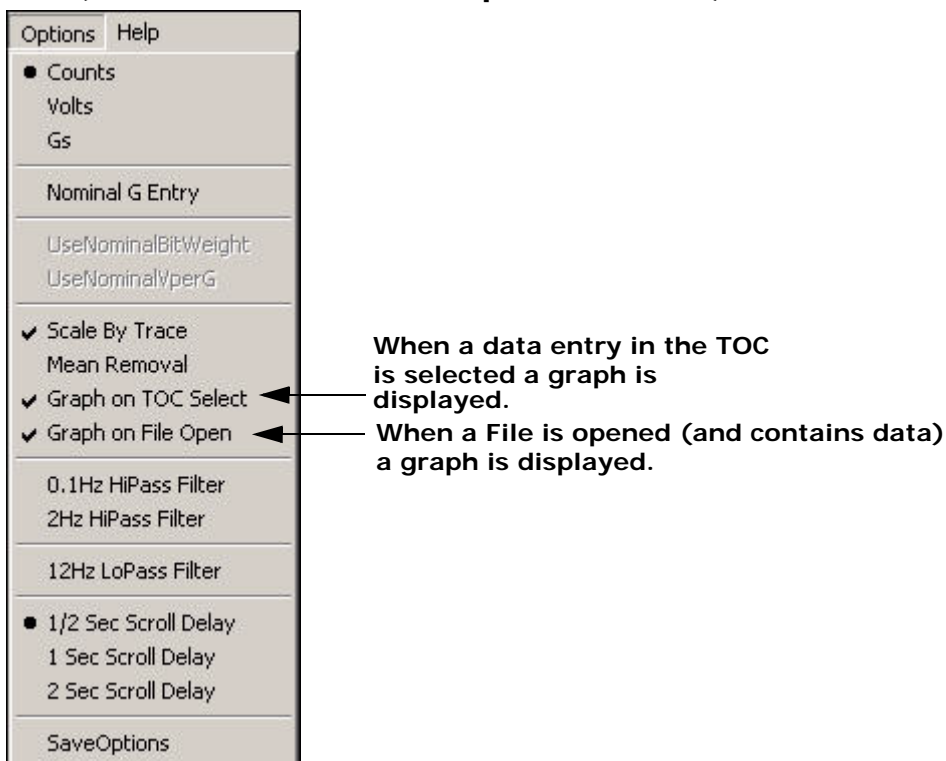 Options Help
Counts
Volts
Gs
Nominal G Entry
UseNominalBitWeight
UseNominalVperG
Scale By Trace
Mean Removal
Graph on TOC Select
Graph on File Open
0.1Hz HiPass Filter
2Hz HiPass Filter
12Hz LoPass Filter
1/2 Sec Scroll Delay
1 Sec Scroll Delay
2 Sec Scroll Delay
SaveOptions
When a data entry in the TOC
is selected a graph is
displayed.
When a File is opened (and contains data)
a graph is displayed.